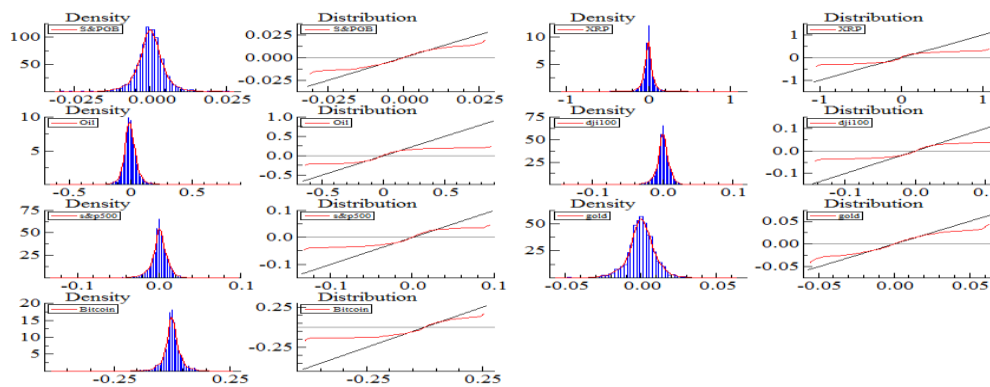 Density Distribution Density Distribution
100 S&PGB 0.025 S&PGB 10 XRP 1 XRP
50 0.000 5 0
-0.025 -1
-0.025 0.000 0.025 -0.025 0.000 0.025 -1 0 1 -1 0 1
Density Distribution Density Distribution
10 Oil 0.5 Oil 75 dji100 0.1 dji100
5 0.0 50 0.0
-0.5 25 -0.1
-0.5 0 0.5 -0.5 0 0.5 -0.1 0.0 0.1 -0.1 0.0 0.1
Density Distribution Density Distribution
75 s&p500 0.1 s&p500 50 gold 0.05 gold
50 0.0 25 0.00
25 -0.1 -0.05
-0.1 0.0 0.1 -0.1 0.0 0.1 -0.05 0.00 0.05 -0.05 0.00 0.05
Density Distribution
20 Bitcoin 0.25 Bitcoin
15
10 -0.25
5
-0.25 0.25 -0.25 0.00 0.25